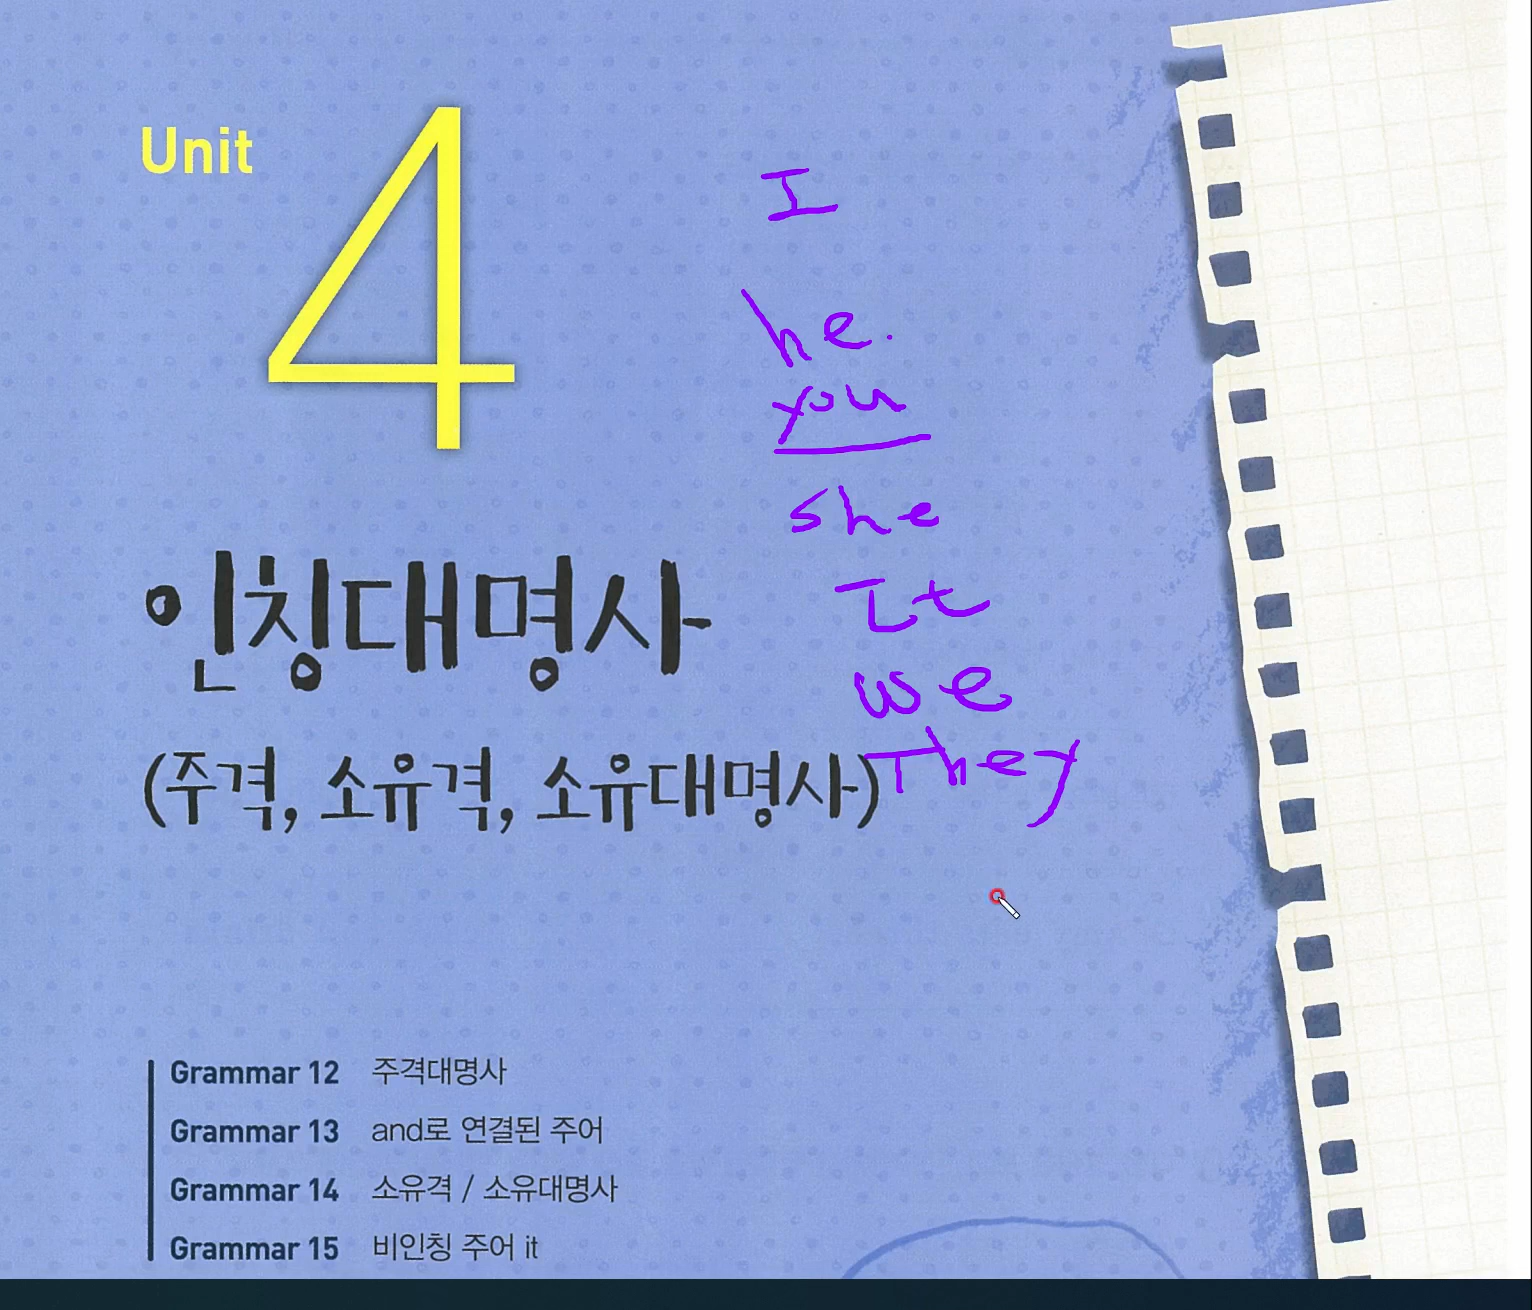 Unit 4
I
he.
you
she
It
we
They
인칭대명사
(주격, 소유격, 소유대명사)
Grammar 12 주격대명사
Grammar 13 and로 연결된 주어
Grammar 14 소유격 / 소유대명사
Grammar 15 비인칭 주어 it